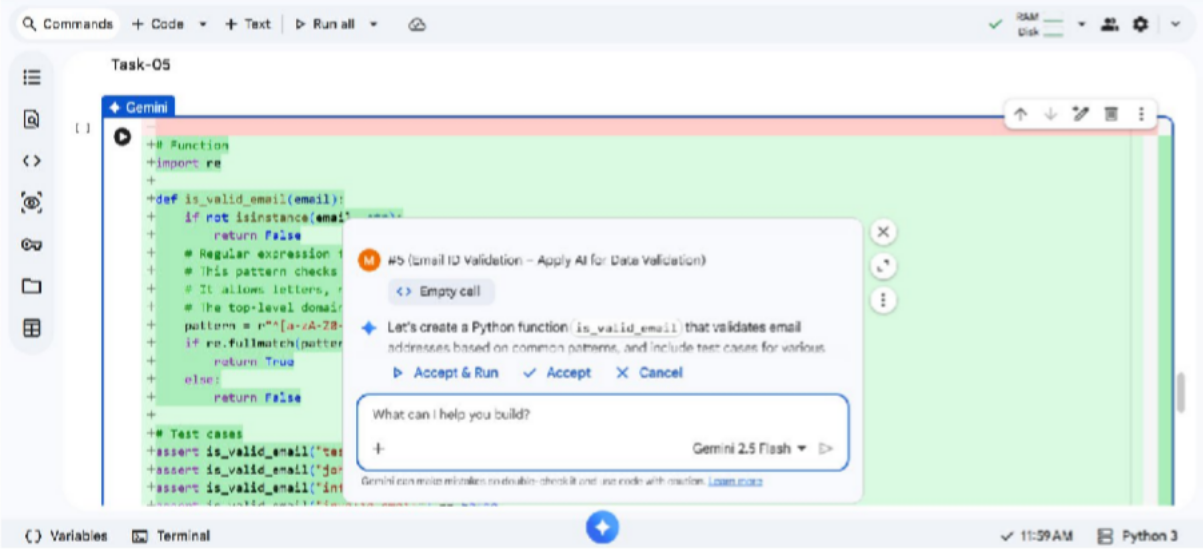 Commands + Code + Text Run all
RAM
Disk
Task-05
Gemini
[ ]
+# Function
+import re
+
+def is_valid_email(email):
+ if not isinstance(email, str):
+ return False
+ # Regular expression
+ # This pattern checks
+ # It allows letters,
+ # The top-level domain
+ pattern = r"^[a-zA-Z0-
+ if re.fullmatch(patter
+ return True
+ else:
+ return False
+
+# Test cases
+assert is_valid_email("tes
+assert is_valid_email("jo
+assert is_valid_email("inf
+assert is_valid_email(
M #5 (Email ID Validation – Apply AI for Data Validation)
<> Empty cell
Let's create a Python function is_valid_email that validates email
addresses based on common patterns, and include test cases for various
Accept & Run Accept Cancel
What can I help you build?
+ Gemini 2.5 Flash
Gemini can make mistakes so double-check it and use code with caution. Learn more
{ } Variables Terminal 11:59 AM Python 3